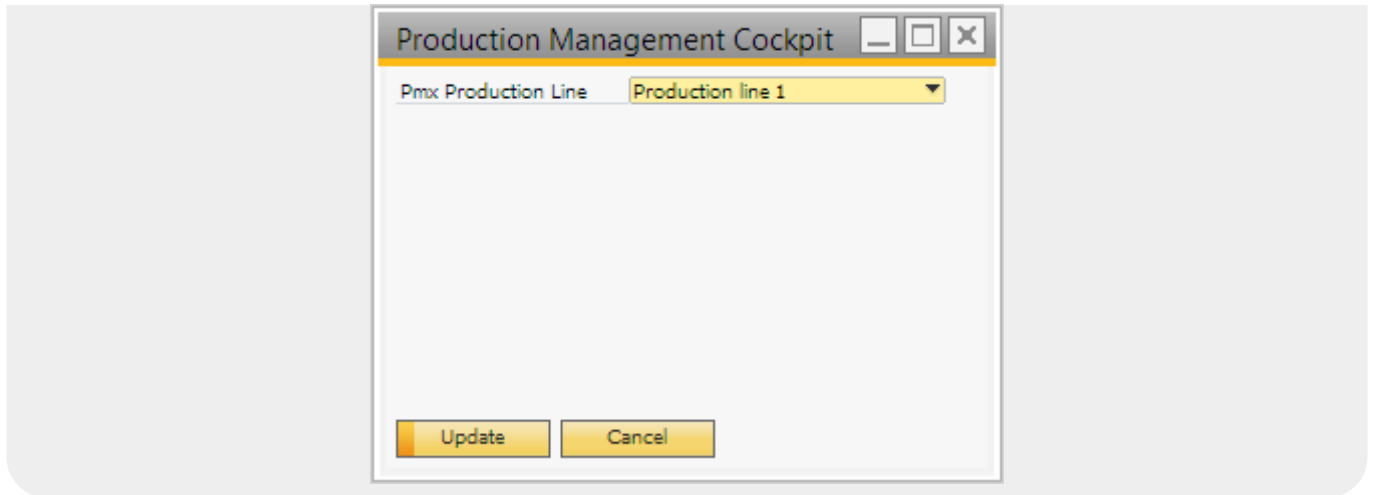 Production Management Cockpit
Pmx Production Line Production line 1
Update Cancel